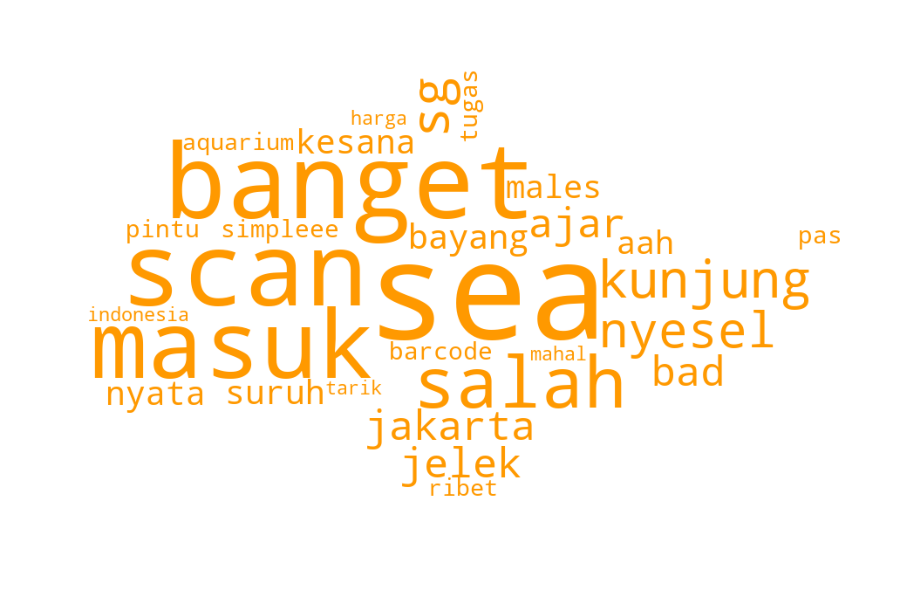 tugas
sg
harga
aquarium
kesana
banget
males
ajar
pintu
simpleee
bayang
aah
pas
scan
sea
kunjung
indonesia
masuk
nyesel
barcode
mahal
salah
bad
nyata
suruh
tarik
jakarta
jelek
ribet